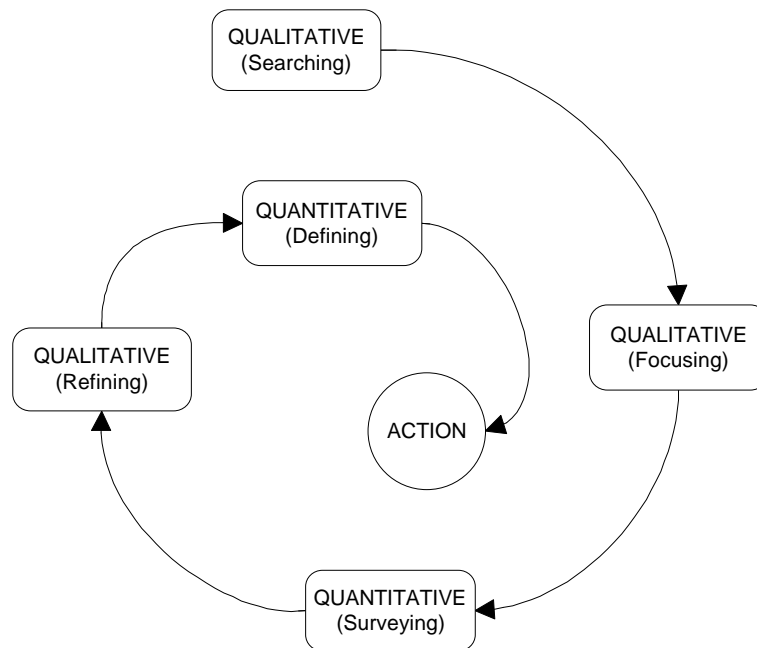 QUALITATIVE
(Searching)
QUALITATIVE
(Focusing)
QUANTITATIVE
(Surveying)
QUALITATIVE
(Refining)
QUANTITATIVE
(Defining)
ACTION